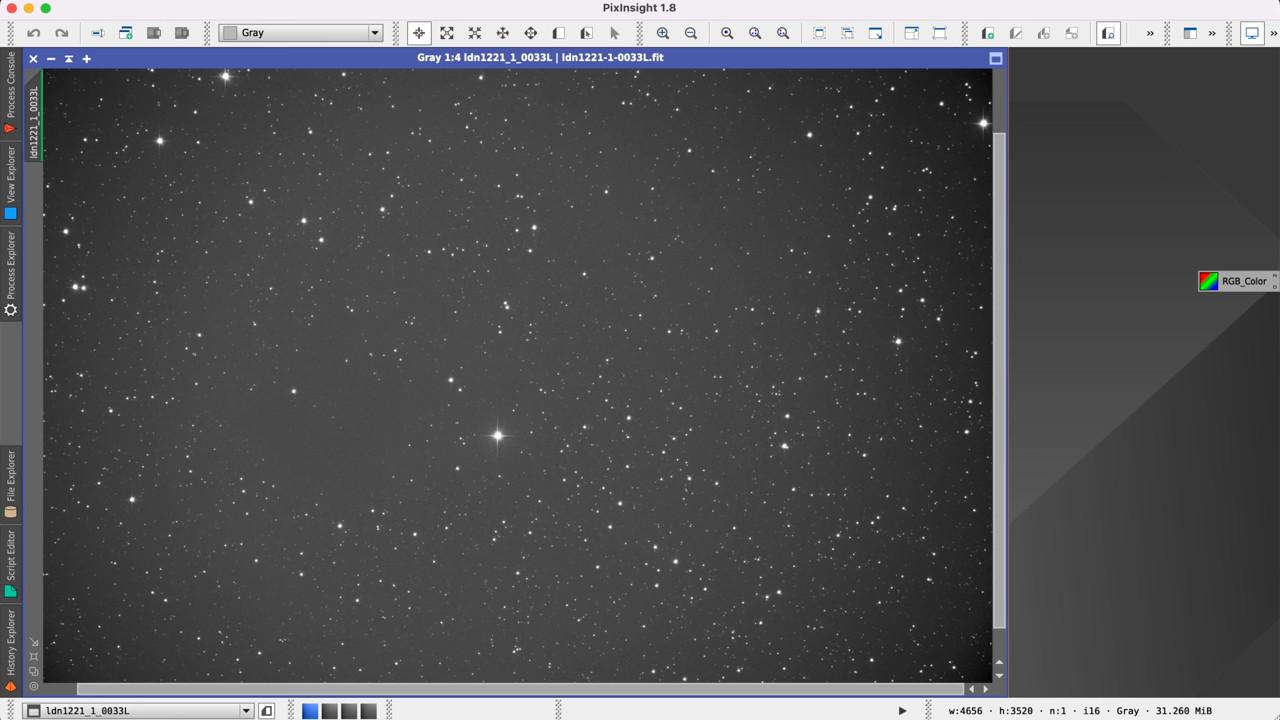 PixInsight 1.8
Gray
Gray 1:4 ldn1221_1_0033L | ldn1221-1-0033L.fit
Process Console
ldn1221_1_0033L
View Explorer
Process Explorer
RGB_Color
File Explorer
Script Editor
History Explorer
ldn1221_1_0033L
w:4656 · h:3520 · n:1 · i16 · Gray · 31.260 MiB